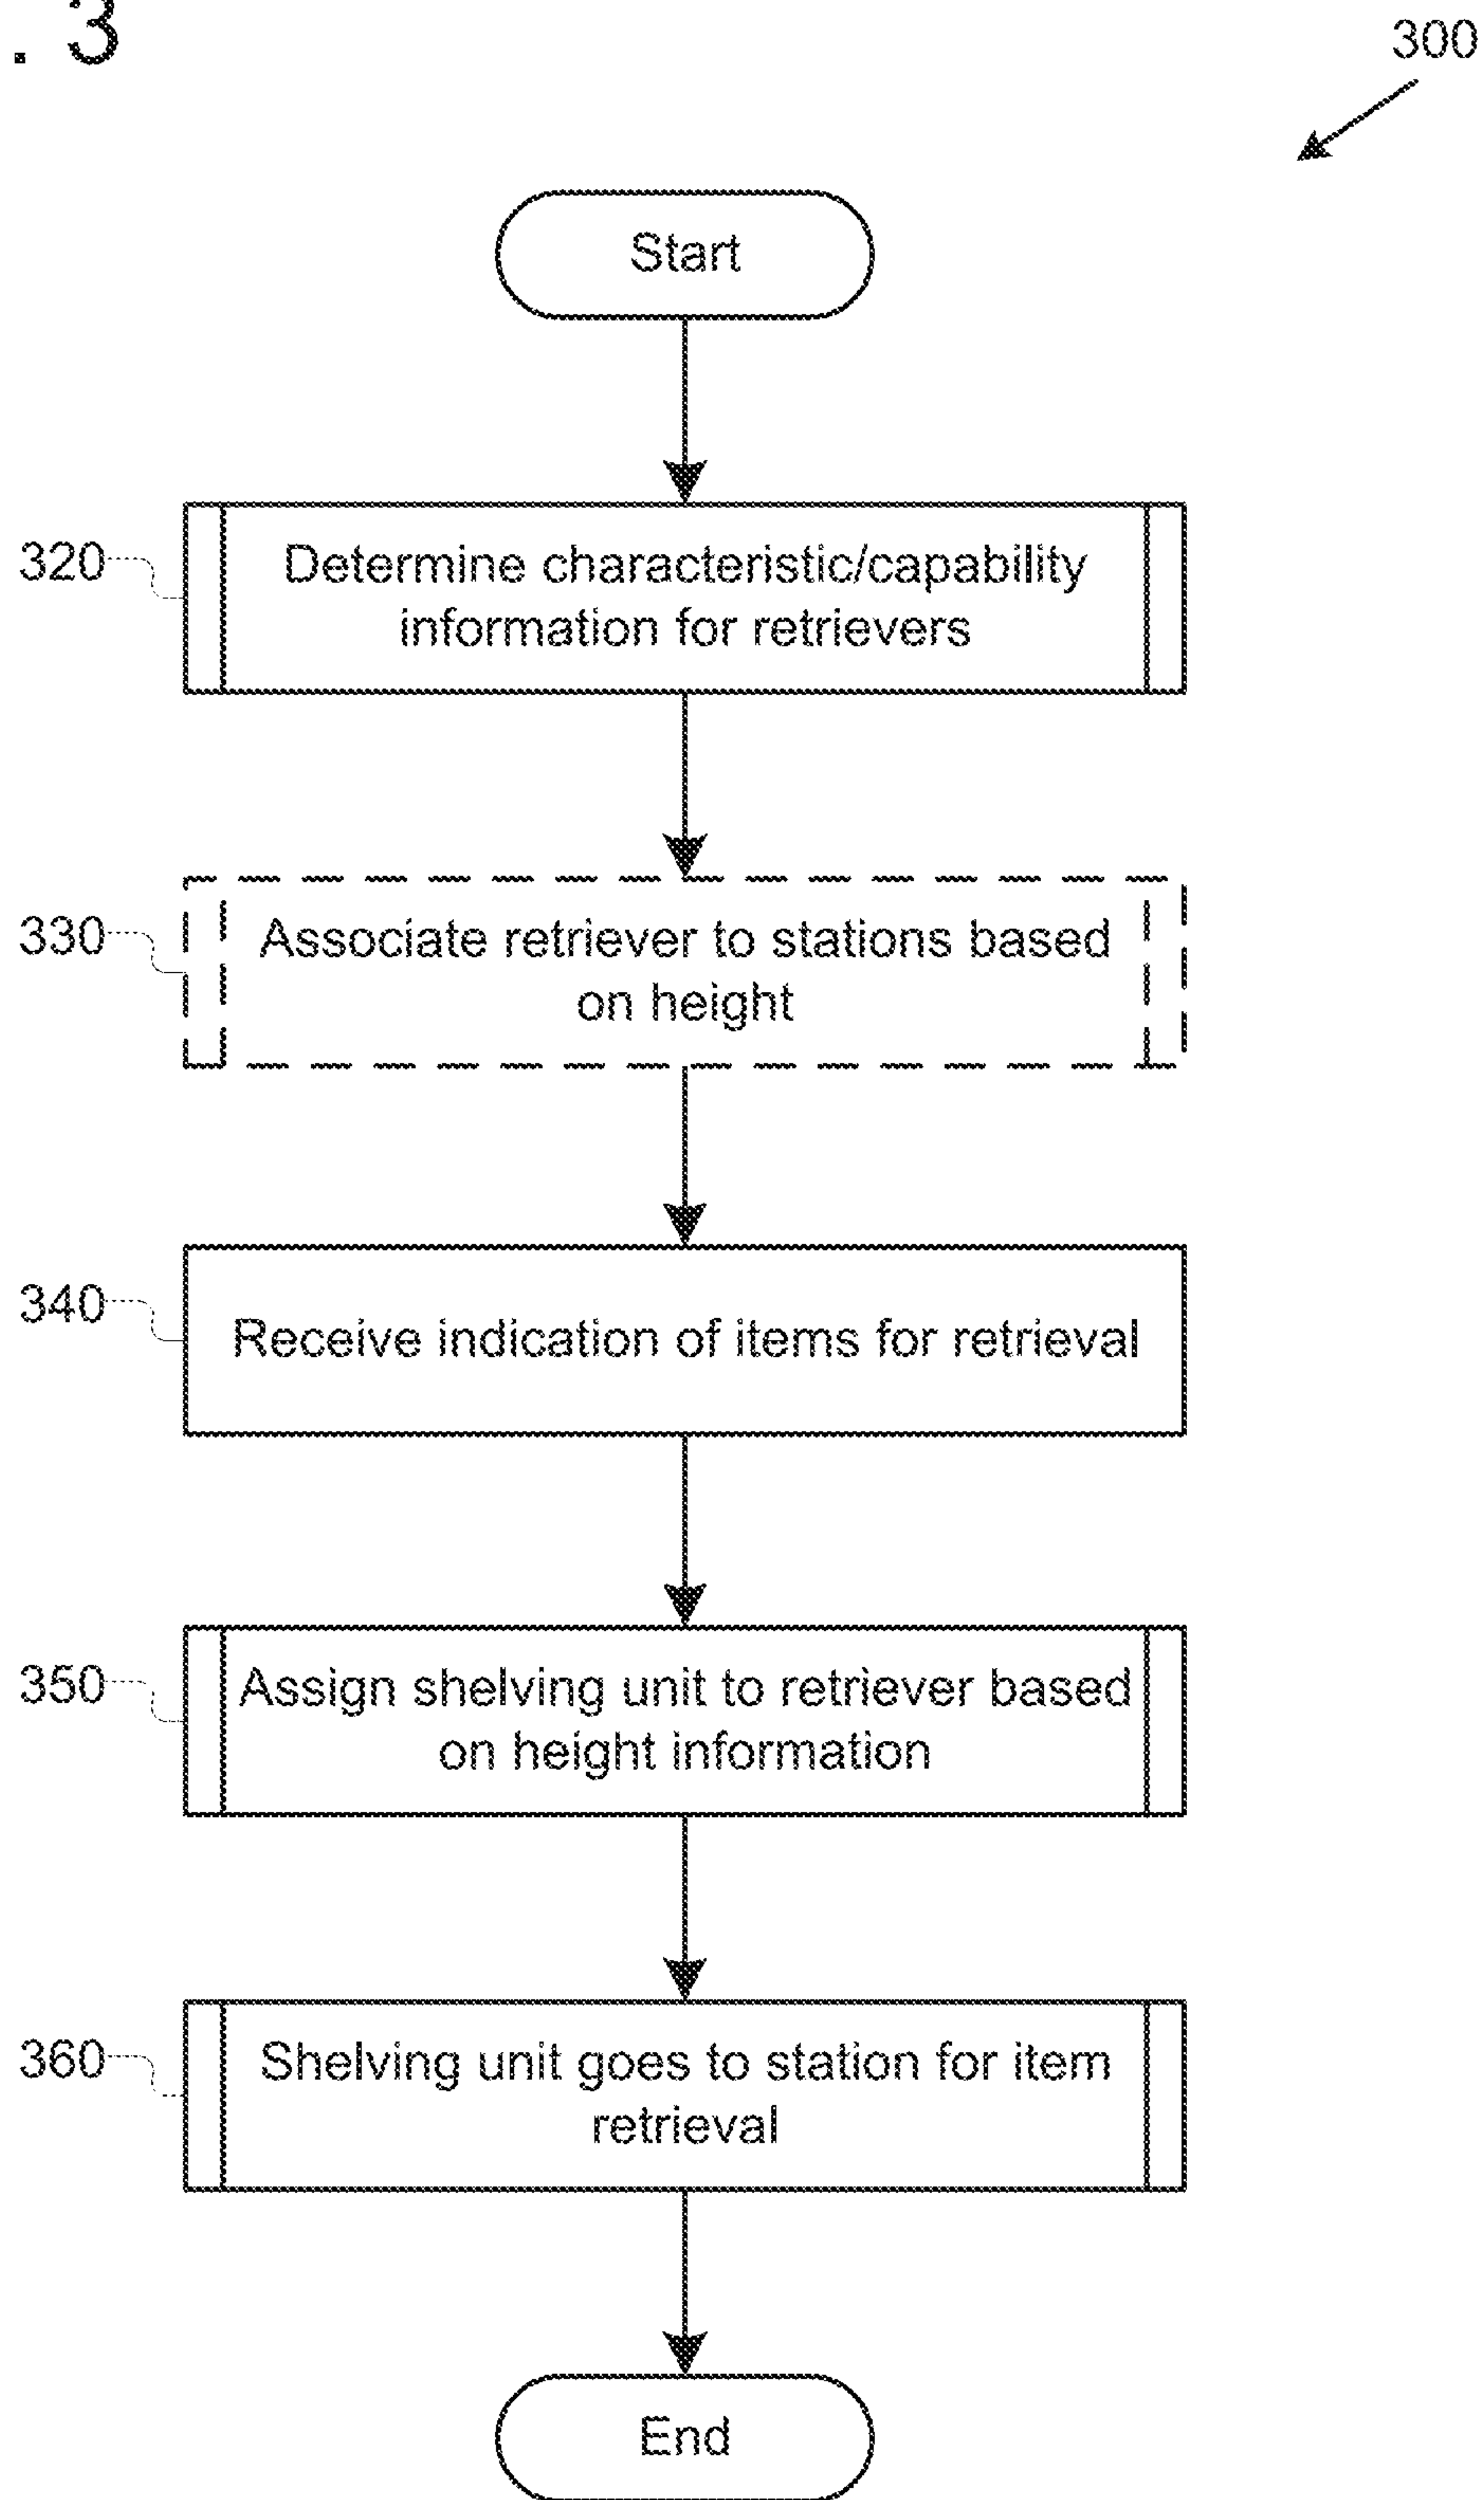 . 3
300
Start
320
Determine characteristic/capability
information for retrievers
330
Associate retriever to stations based
on height
340
Receive indication of items for retrieval
350
Assign shelving unit to retriever based
on height information
360
Shelving unit goes to station for item
retrieval
End